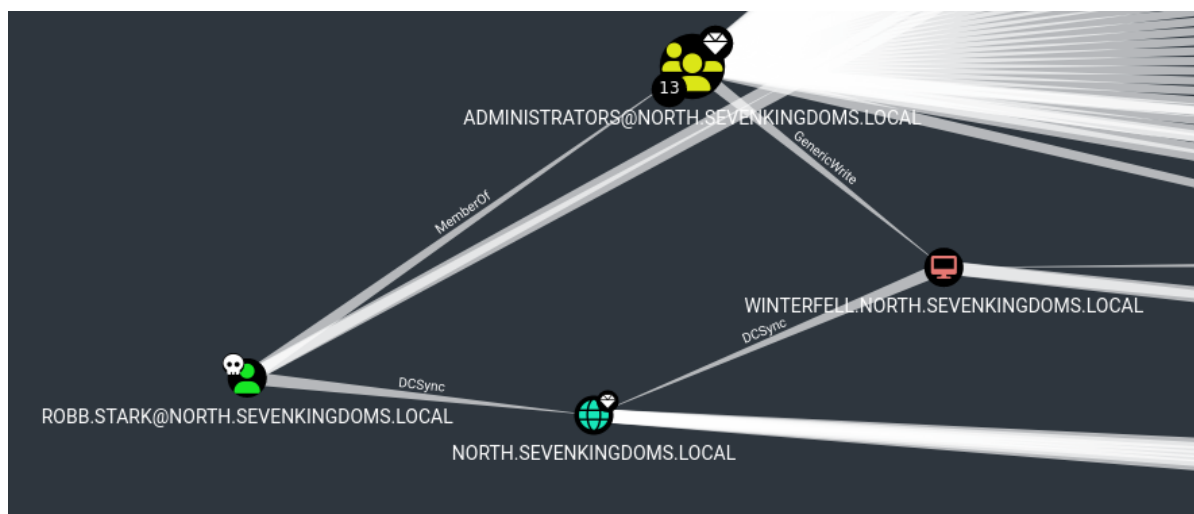 13
ADMINISTRATORS@NORTH.SEVENKINGDOMS.LOCAL
GenericWrite
MemberOf
WINTERFELL.NORTH.SEVENKINGDOMS.LOCAL
DCSync
DCSync
ROBB.STARK@NORTH.SEVENKINGDOMS.LOCAL
NORTH.SEVENKINGDOMS.LOCAL